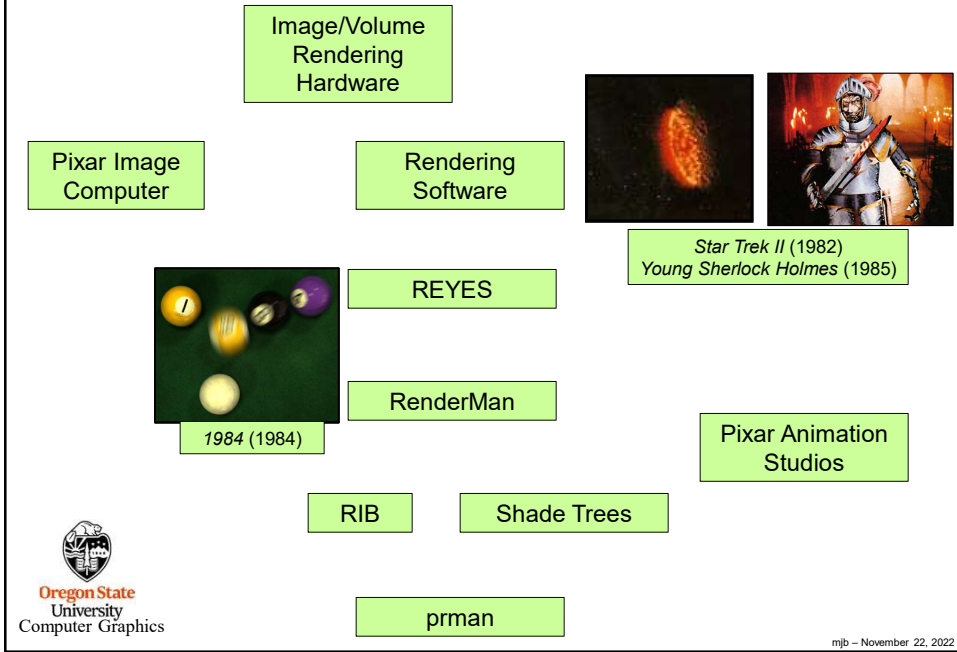 Image/Volume
Rendering
Hardware
Pixar Image
Computer
Rendering
Software
Star Trek II (1982)
Young Sherlock Holmes (1985)
REYES
1
1984 (1984)
RenderMan
Pixar Animation
Studios
RIB
Shade Trees
prman
Oregon State
University
Computer Graphics
mjb – November 22, 2022